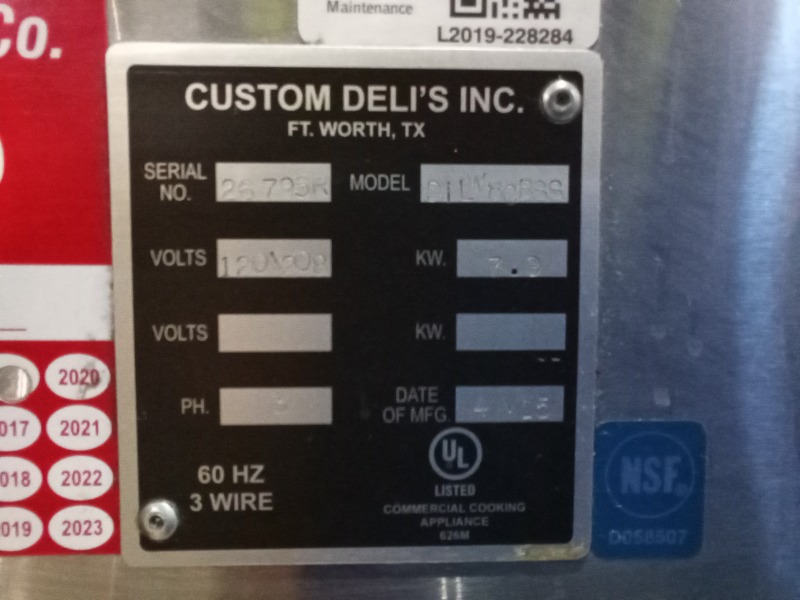 Co.
Maintenance
L2019-228284
CUSTOM DELI'S INC.
FT. WORTH, TX
SERIAL NO.
MODEL
VOLTS 120\208 KW.
VOLTS KW.
PH. DATE OF MFG.
60 HZ
3 WIRE
UL
LISTED
COMMERCIAL COOKING
APPLIANCE
626M
NSF
D058507
2020
017 2021
018 2022
019 2023